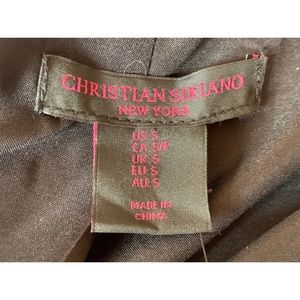 CHRISTIAN SIRIANO
NEW YORK
US: S
CA: S/P
UK: S
EU: S
AU: S
MADE IN
CHINA